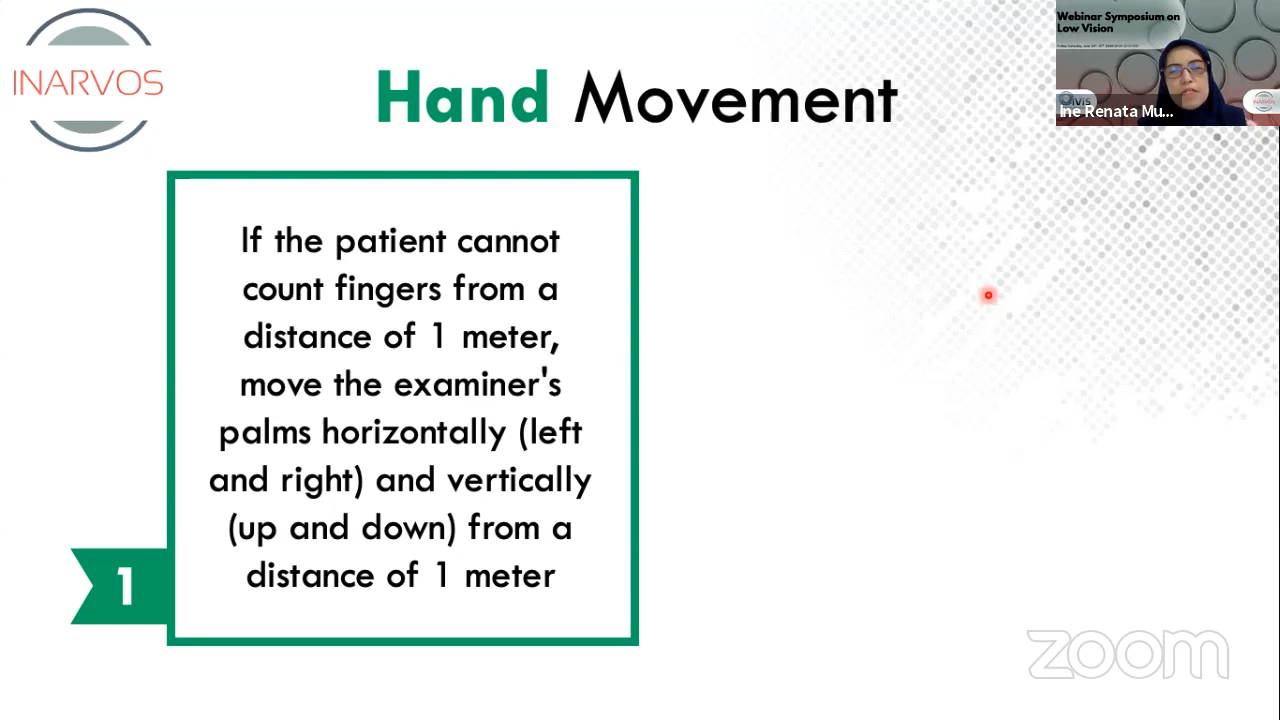 INARVOS
Hand Movement
Webinar Symposium on
Low Vision
Ine Renata Mu...
If the patient cannot
count fingers from a
distance of 1 meter,
move the examiner's
palms horizontally (left
and right) and vertically
(up and down) from a
distance of 1 meter
1
zoom